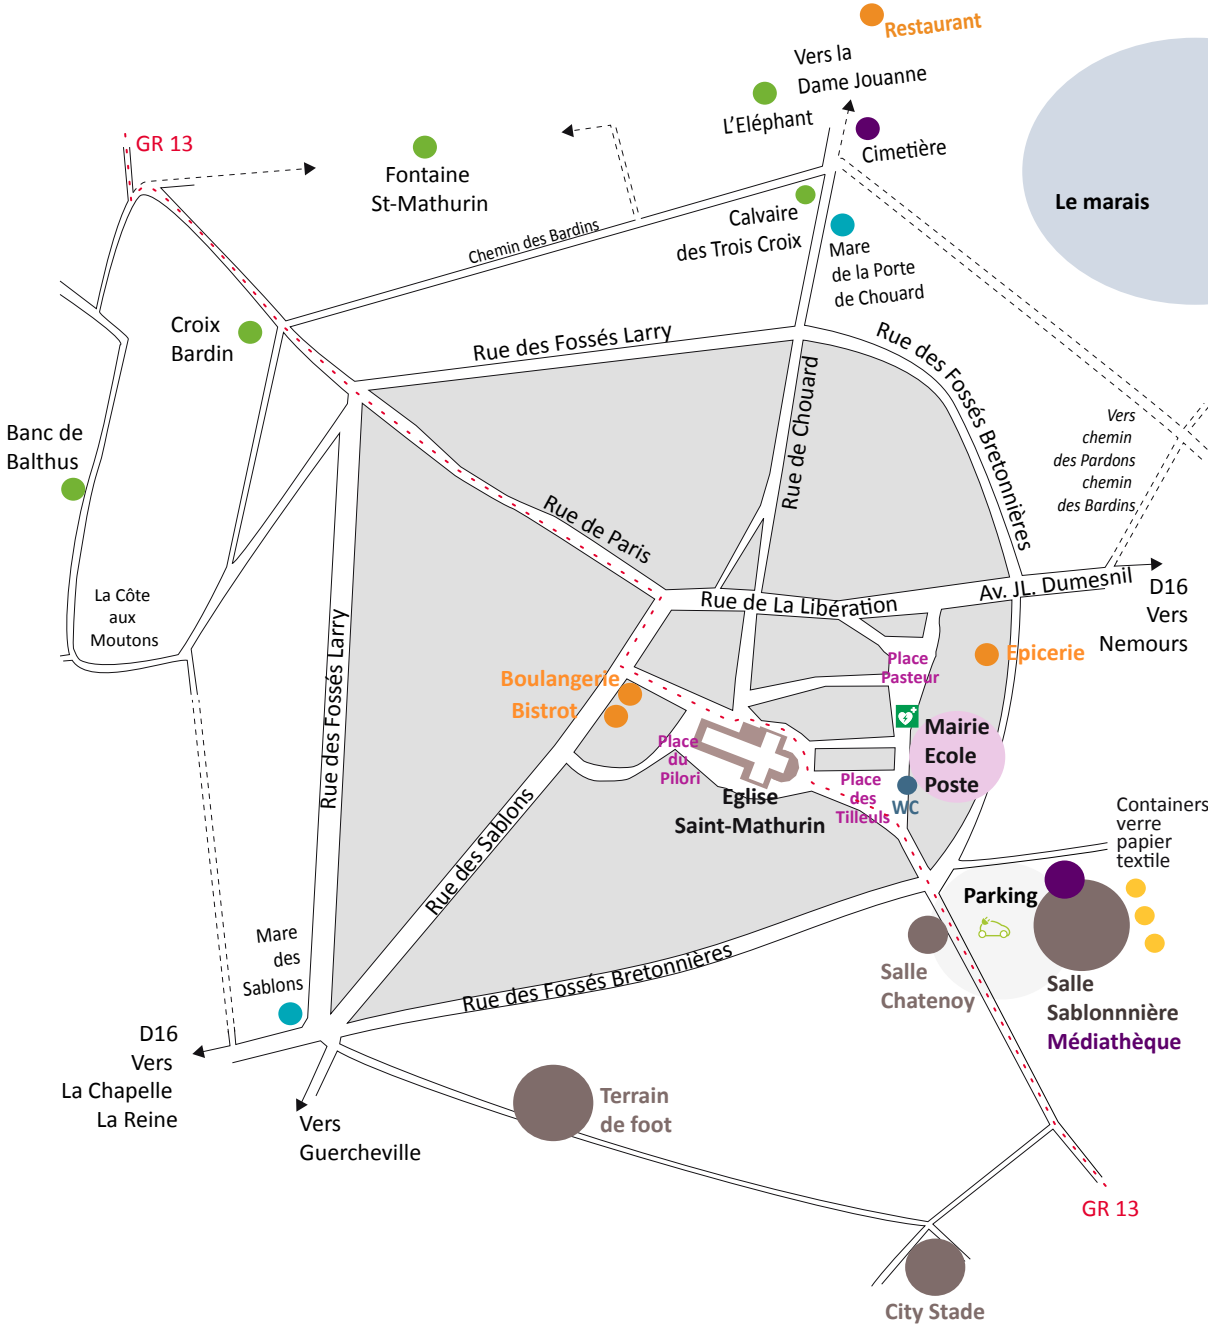 Restaurant
Vers la
Dame Jouanne
L'Eléphant
Cimetière
GR 13
Fontaine
St-Mathurin
Le marais
Calvaire
des Trois Croix
Chemin des Bardins
Mare
de la Porte
de Chouard
Croix
Bardin
Rue des Fossés Larry
Rue des Fossés Bretonnières
Rue de Chouard
Banc de
Balthus
Vers
chemin
des Pardons
chemin
des Bardins
Rue de Paris
Av. JL. Dumesnil
D16
Vers
Nemours
La Côte
aux
Moutons
Rue de La Libération
Rue des Fossés Larry
Place
Pasteur
Epicerie
Boulangerie
Bistrot
Mairie
Ecole
Poste
Place
du
Pilori
Place
des
Tilleuls
WC
Eglise
Saint-Mathurin
Rue des Sablons
Containers
verre
papier
textile
Parking
Mare
des
Sablons
Rue des Fossés Bretonnières
Salle
Chatenoy
Salle
Sablonnnière
Médiathèque
D16
Vers
La Chapelle
La Reine
Vers
Guercheville
Terrain
de foot
GR 13
City Stade